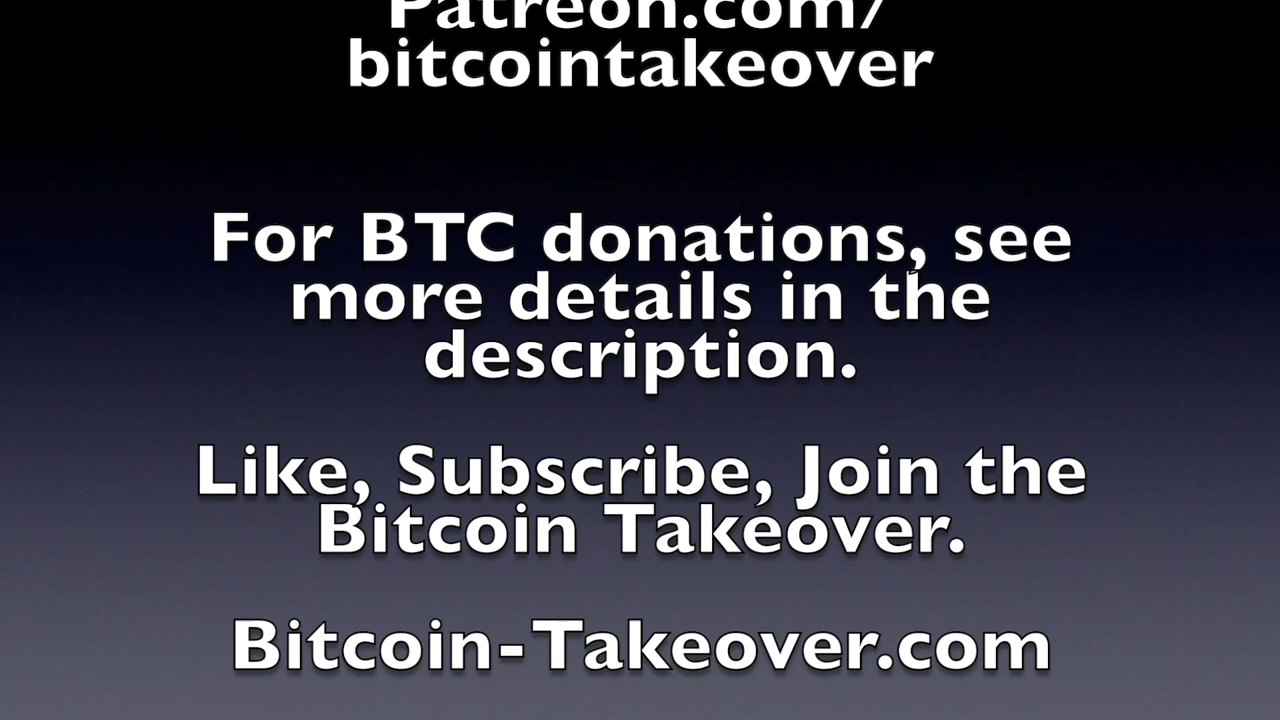 Patreon.com/
bitcointakeover
For BTC donations, see
more details in the
description.
Like, Subscribe, Join the
Bitcoin Takeover.
Bitcoin-Takeover.com